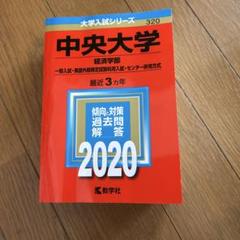 大学入試シリーズ
320
中央大学
経済学部
一般入試・英語外部検定試験利用入試・センター併用方式
最近3カ年
傾向と対策
過去問
解答
2020
教学社